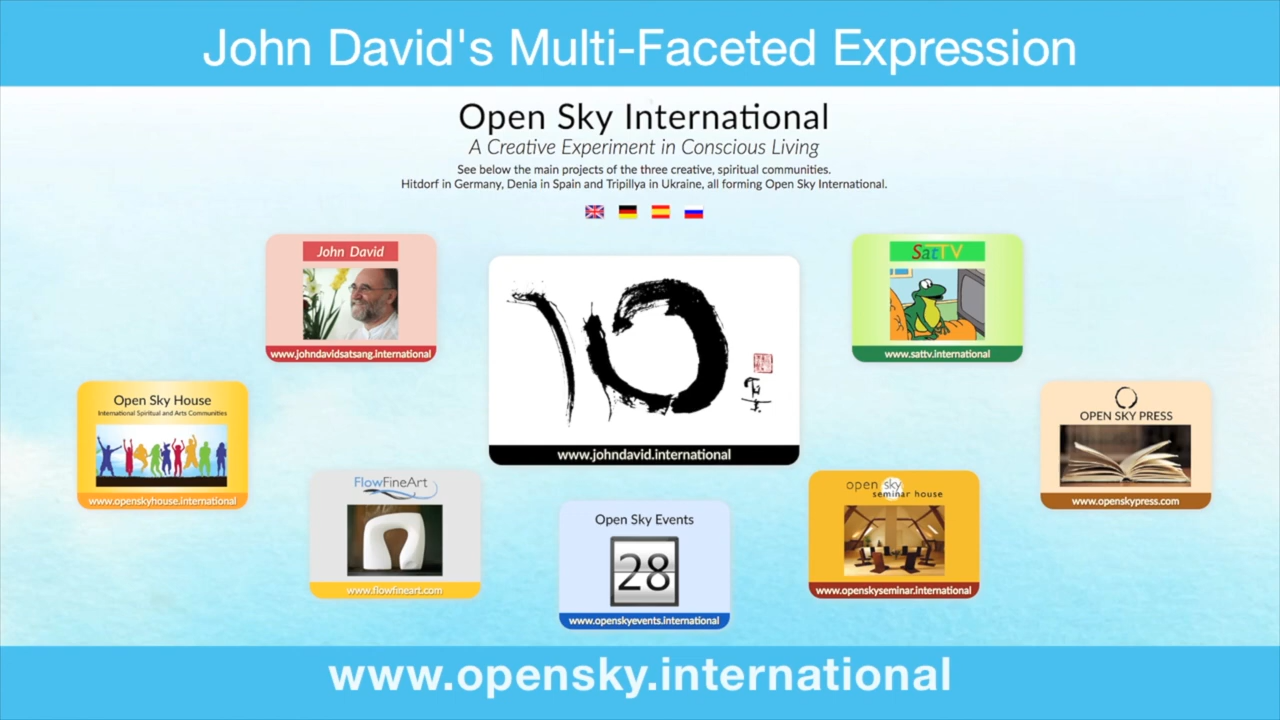 John David's Multi-Faceted Expression
Open Sky International
A Creative Experiment in Conscious Living
See below the main projects of the three creative, spiritual communities.
Hitdorf in Germany, Denia in Spain and Tripillya in Ukraine, all forming Open Sky International.
John David
www.johndavidsatsang.international
www.johndavid.international
SatTV
www.sattv.international
Open Sky House
International Spiritual and Arts Communities
www.openskyhouse.international
OPEN SKY PRESS
www.openskypress.com
FlowFineArt
www.flowfineart.com
Open Sky Events
28
www.openskyevents.international
open sky
seminar house
www.openskyseminar.international
www.opensky.international